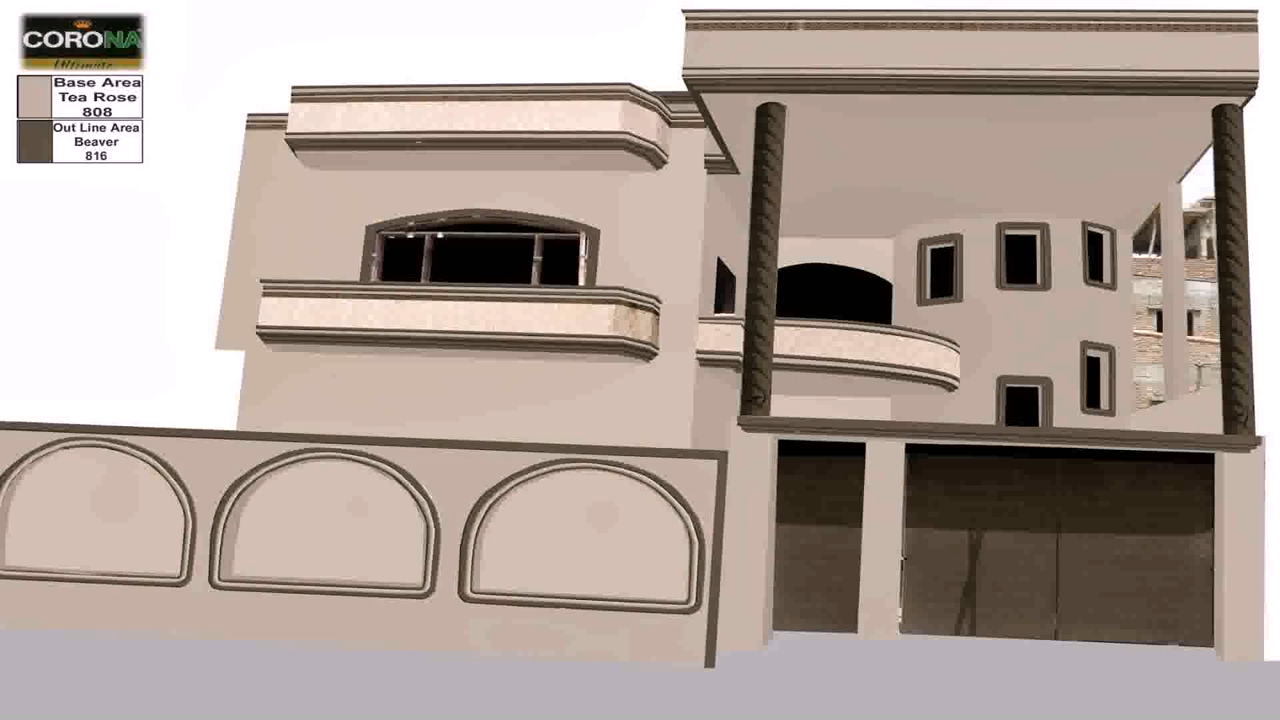 CORONA
Ultimate
Base Area
Tea Rose
808
Out Line Area
Beaver
816